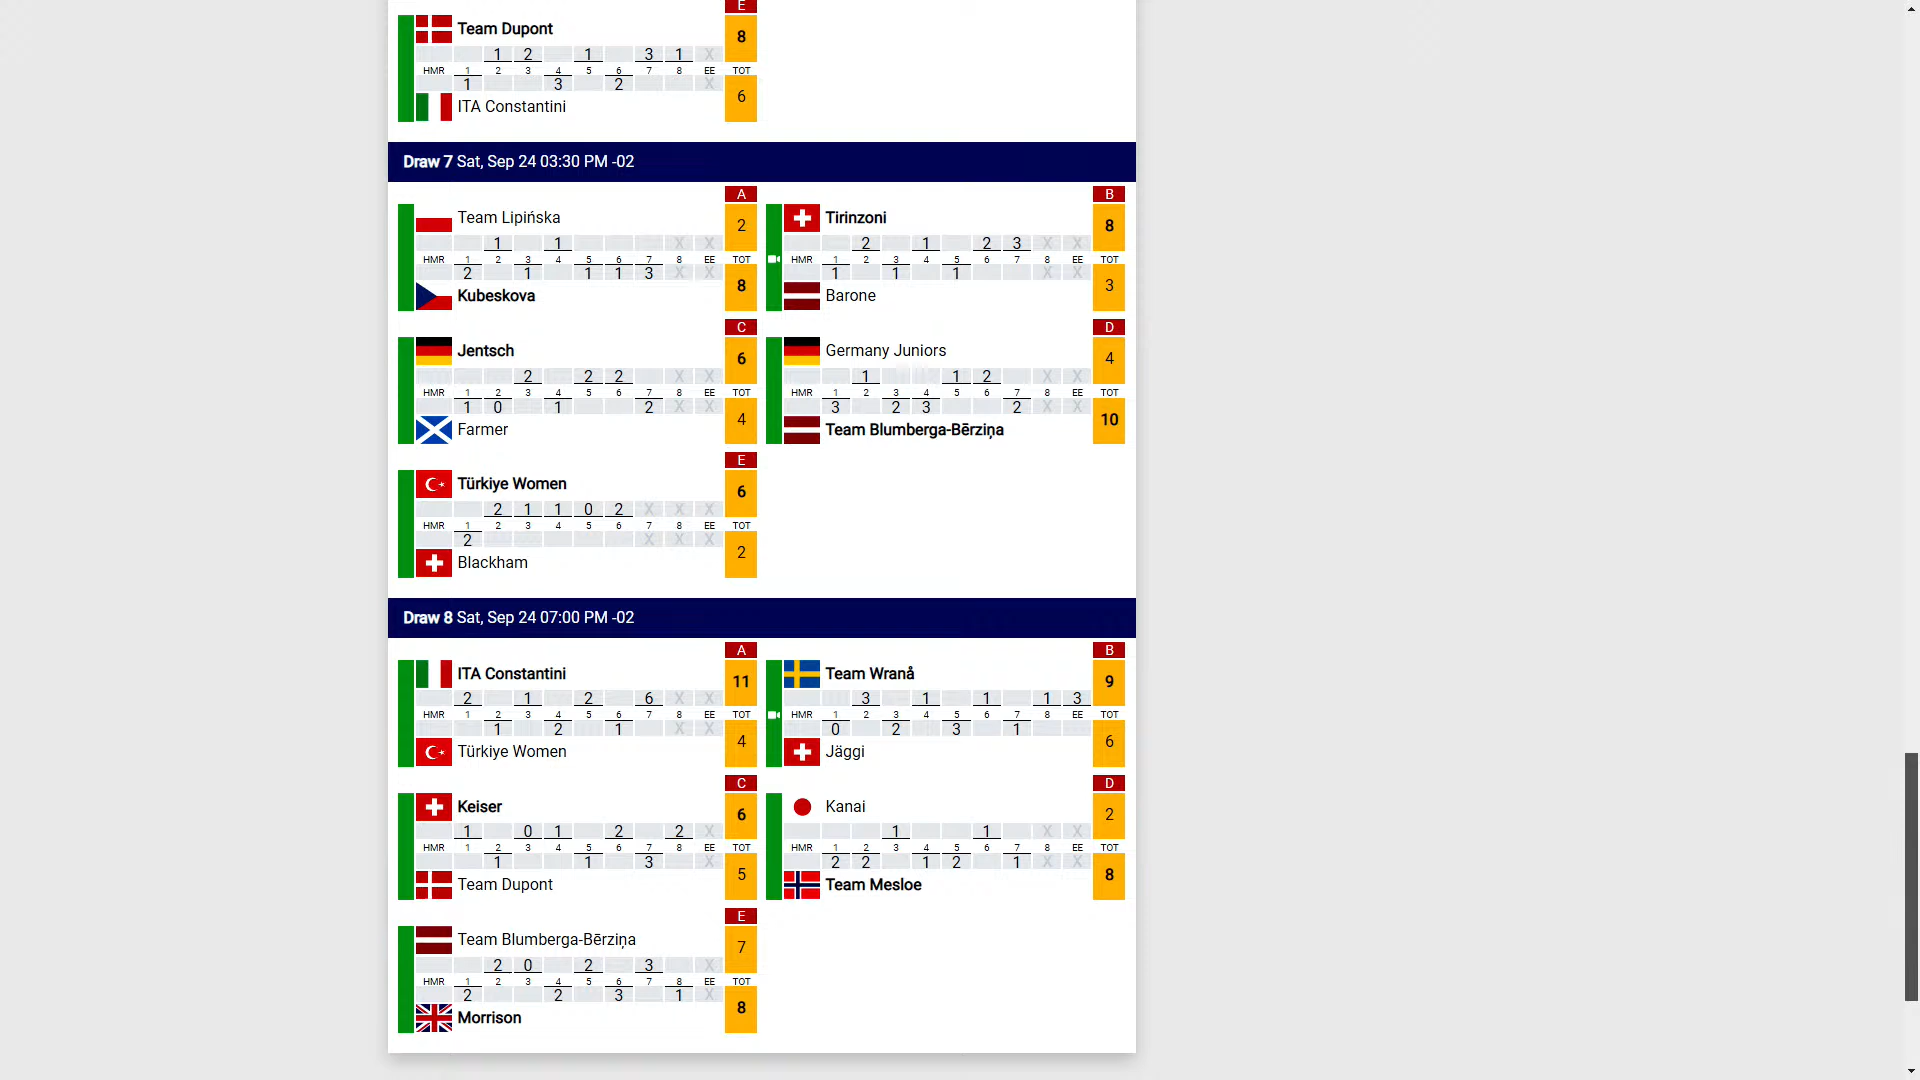 E
Team Dupont
8
1 2 1 3 1 X
HMR 1 2 3 4 5 6 7 8 EE TOT
1 3 2 X
6
ITA Constantini
Draw 7 Sat, Sep 24 03:30 PM -02
A
Team Lipińska
2
1 1 X X
HMR 1 2 3 4 5 6 7 8 EE TOT
2 1 1 1 3 X X
8
Kubeskova
B
Tirinzoni
8
2 1 2 3 X X
HMR 1 2 3 4 5 6 7 8 EE TOT
1 1 1 X X
3
Barone
C
Jentsch
6
2 2 2 X X
HMR 1 2 3 4 5 6 7 8 EE TOT
1 0 1 2 X X
4
Farmer
D
Germany Juniors
4
1 1 2 X X
HMR 1 2 3 4 5 6 7 8 EE TOT
3 2 3 2 X X
10
Team Blumberga-Bērziņa
E
Türkiye Women
6
2 1 1 0 2 X X X
HMR 1 2 3 4 5 6 7 8 EE TOT
2 X X X
2
Blackham
Draw 8 Sat, Sep 24 07:00 PM -02
A
ITA Constantini
11
2 1 2 6 X X
HMR 1 2 3 4 5 6 7 8 EE TOT
1 2 1 X X
4
Türkiye Women
B
Team Wranå
9
3 1 1 1 3
HMR 1 2 3 4 5 6 7 8 EE TOT
0 2 3 1
6
Jäggi
C
Keiser
6
1 0 1 2 2 X
HMR 1 2 3 4 5 6 7 8 EE TOT
1 1 3 X
5
Team Dupont
D
Kanai
2
1 1 X X
HMR 1 2 3 4 5 6 7 8 EE TOT
2 2 1 2 1 X X
8
Team Mesloe
E
Team Blumberga-Bērziņa
7
2 0 2 3 X
HMR 1 2 3 4 5 6 7 8 EE TOT
2 2 3 1 X
8
Morrison